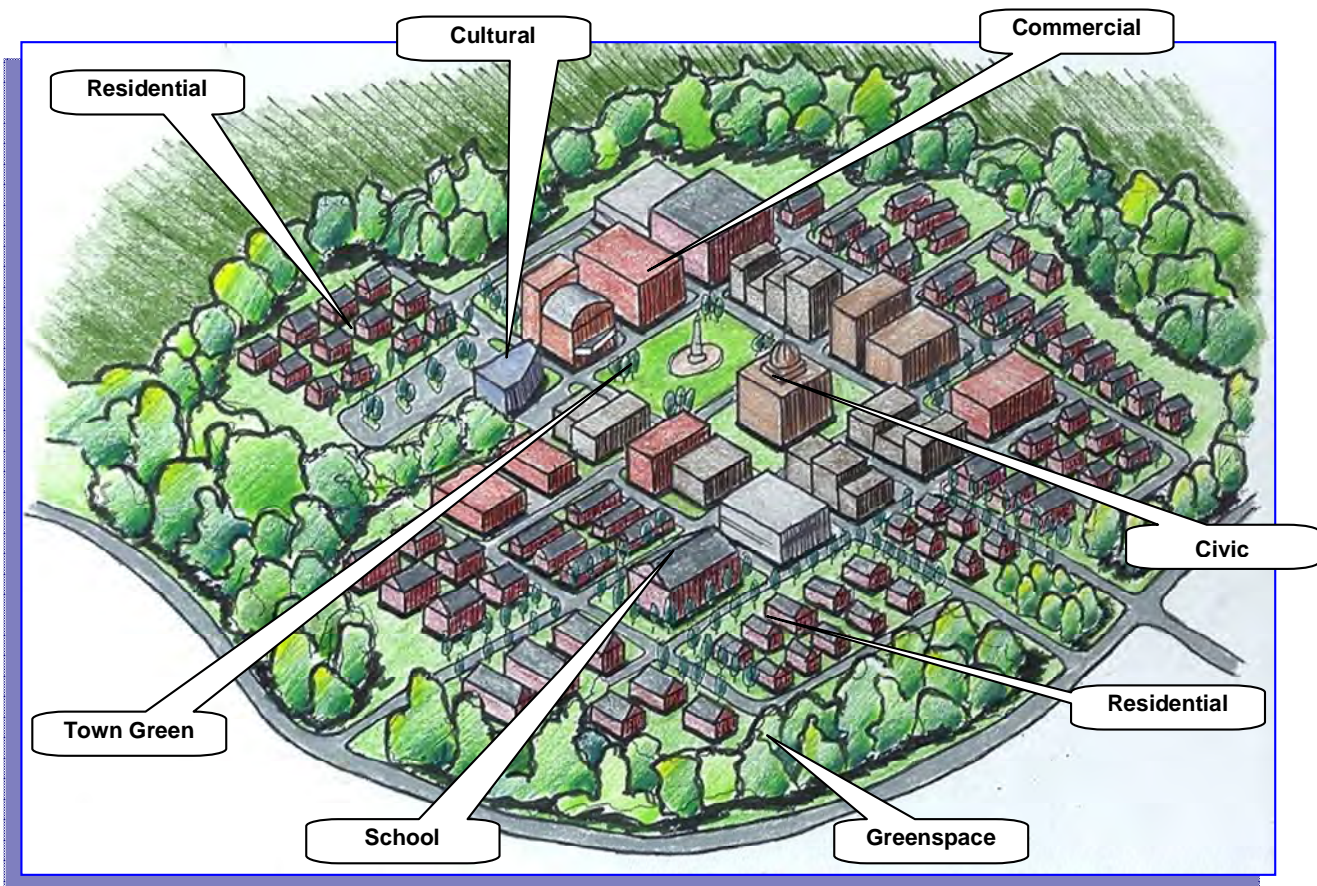 Cultural
Commercial
Residential
Civic
Residential
Town Green
School
Greenspace